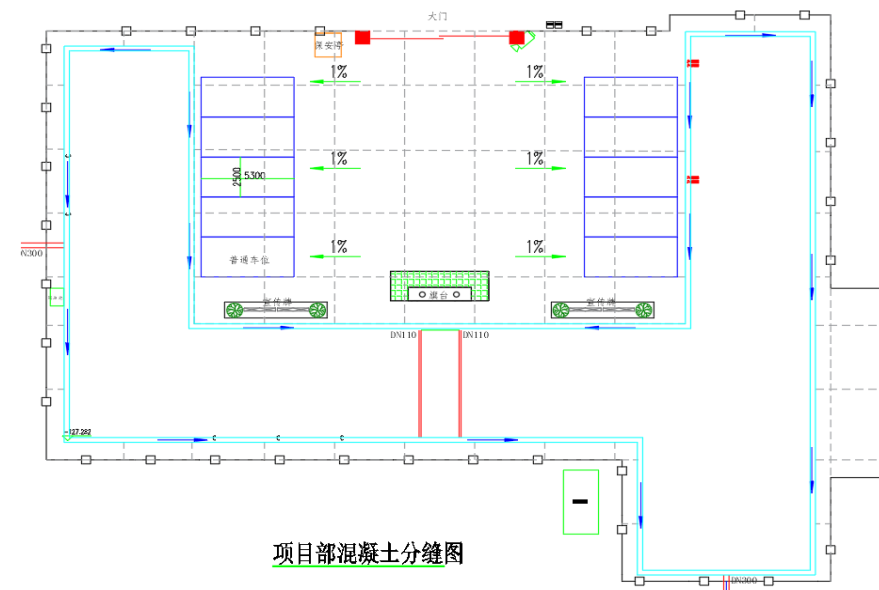 大门
保安亭
1%
1%
1%
1%
2500
5300
1%
1%
DN300
普通车位
旗台
宣传牌
宣传牌
DN110
DN110
-127.282
项目部混凝土分缝图
DN300